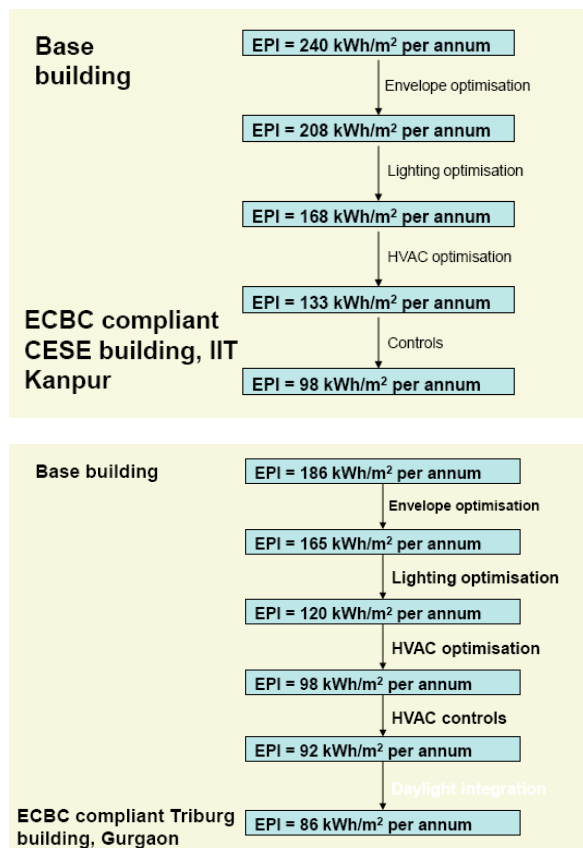 Base
building
EPI = 240 kWh/m² per annum
Envelope optimisation
EPI = 208 kWh/m² per annum
Lighting optimisation
EPI = 168 kWh/m² per annum
HVAC optimisation
EPI = 133 kWh/m² per annum
ECBC compliant
CESE building, IIT
Kanpur
Controls
EPI = 98 kWh/m² per annum
Base building
EPI = 186 kWh/m² per annum
Envelope optimisation
EPI = 165 kWh/m² per annum
Lighting optimisation
EPI = 120 kWh/m² per annum
HVAC optimisation
EPI = 98 kWh/m² per annum
HVAC controls
EPI = 92 kWh/m² per annum
Daylight integration
ECBC compliant Triburg
building, Gurgaon
EPI = 86 kWh/m² per annum